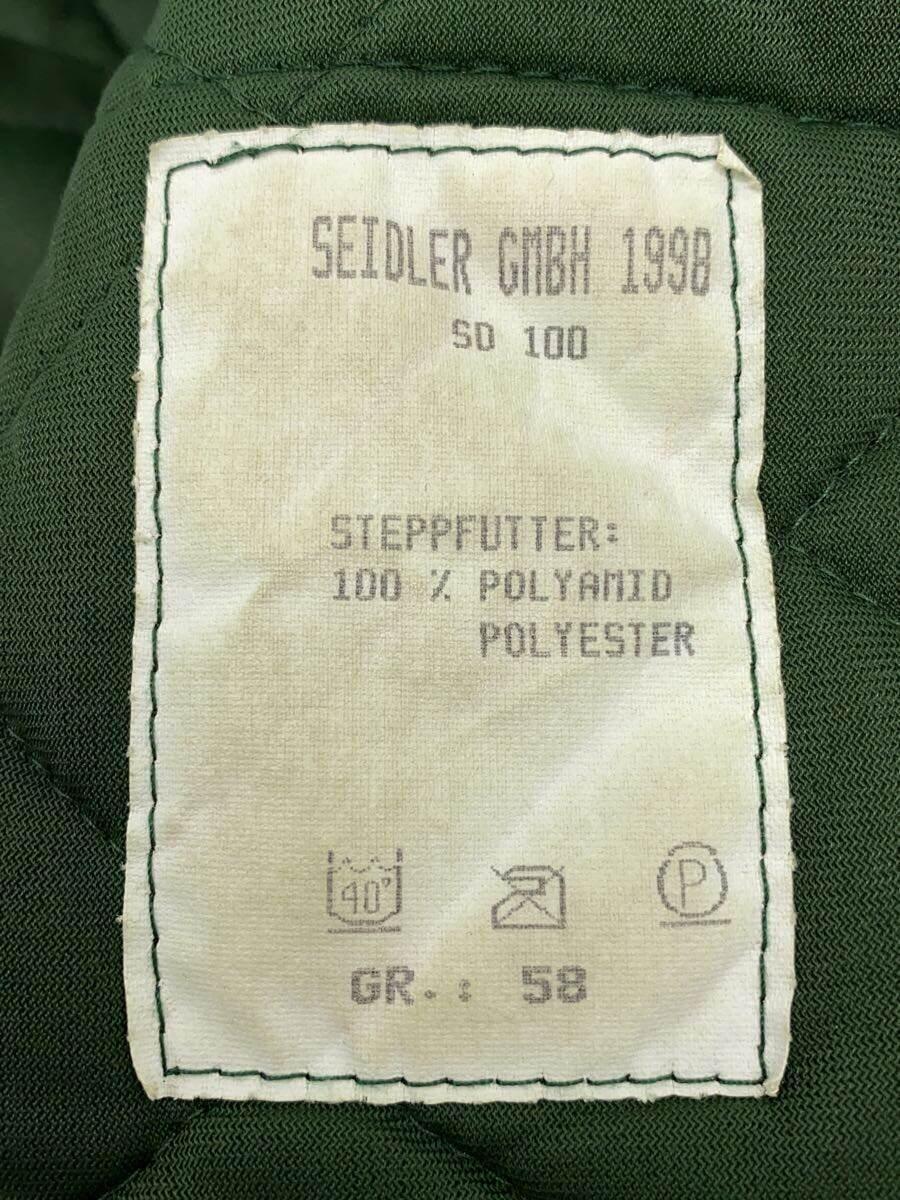 SEIDLER GMBH 1998
SD 100
STEPPFUTTER:
100 % POLYAMID
POLYESTER
40° P
GR.: 58